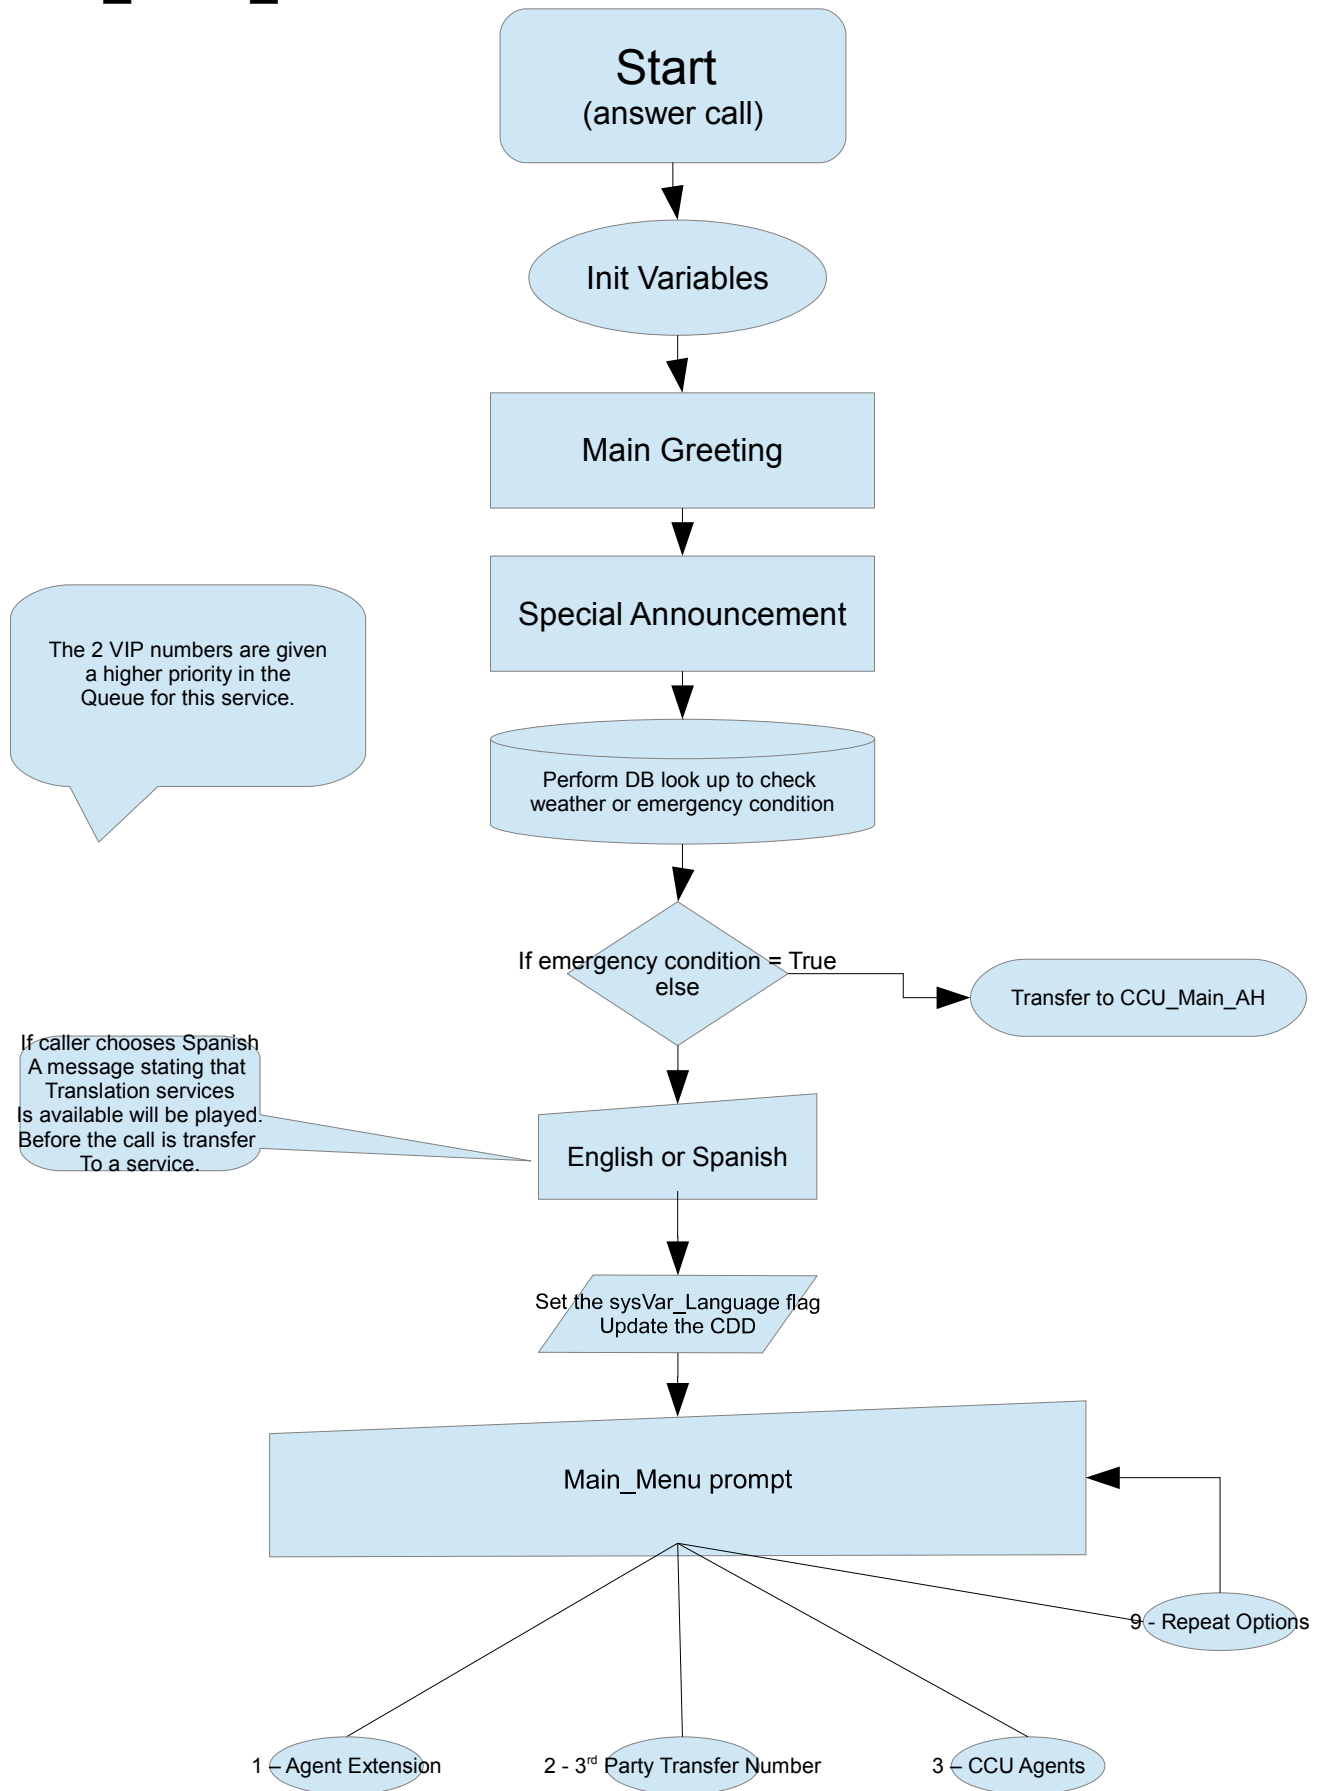 Start
(answer call)
Init Variables
Main Greeting
Special Announcement
The 2 VIP numbers are given
a higher priority in the
Queue for this service.
Perform DB look up to check
weather or emergency condition
If emergency condition = True
else
Transfer to CCU_Main_AH
If caller chooses Spanish
A message stating that
Translation services
Is available will be played.
Before the call is transfer
To a service.
English or Spanish
Set the sysVar_Language flag
Update the CDD
Main_Menu prompt
9 - Repeat Options
1 – Agent Extension
2 - 3rd Party Transfer Number
3 – CCU Agents